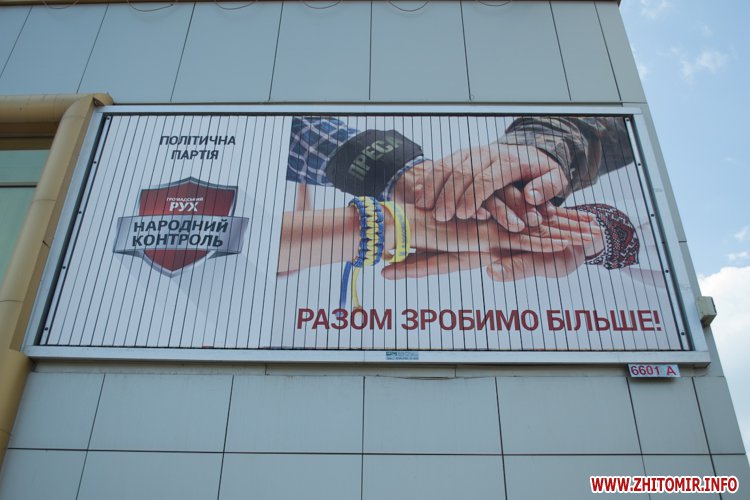 ПОЛІТИЧНА
ПАРТІЯ
ГРОМАДСЬКИЙ
РУХ
НАРОДНИЙ
КОНТРОЛЬ
ПРЕСА
РАЗОМ ЗРОБИМО БІЛЬШЕ!
6601 А
WWW.ZHITOMIR.INFO